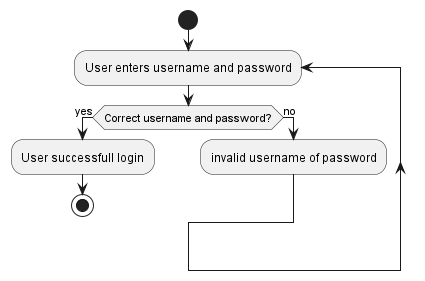 User enters username and password
yes
Correct username and password?
no
User successfull login
invalid username of password